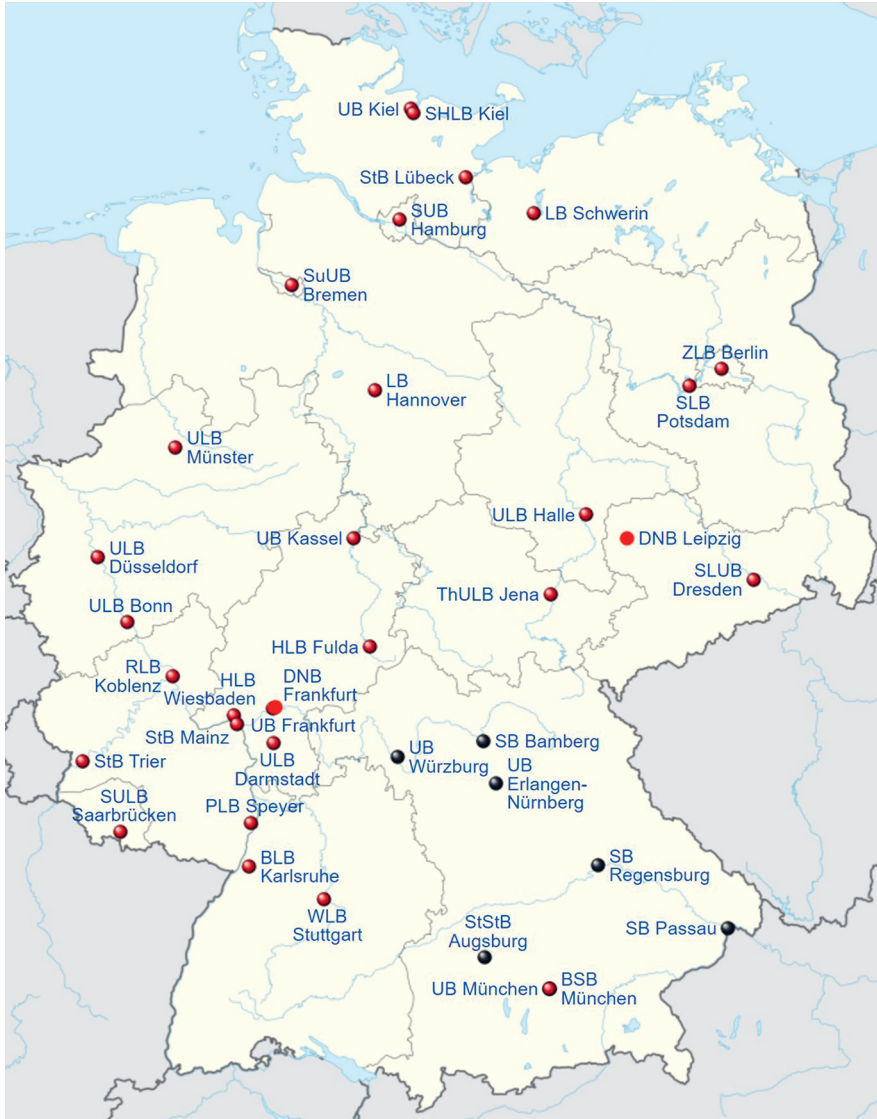 UB Kiel
SHLB Kiel
StB Lübeck
SUB
Hamburg
LB Schwerin
SuUB
Bremen
ZLB Berlin
LB
Hannover
SLB
Potsdam
ULB
Münster
ULB Halle
UB Kassel
DNB Leipzig
ULB
Düsseldorf
SLUB
Dresden
ThULB Jena
ULB Bonn
HLB Fulda
RLB
Koblenz
HLB
Wiesbaden
DNB
Frankfurt
UB Frankfurt
StB Mainz
SB Bamberg
UB
Würzburg
StB Trier
ULB
Darmstadt
UB
Erlangen-
Nürnberg
SULB
Saarbrücken
PLB Speyer
BLB
Karlsruhe
SB
Regensburg
WLB
Stuttgart
StStB
Augsburg
SB Passau
UB München
BSB
München